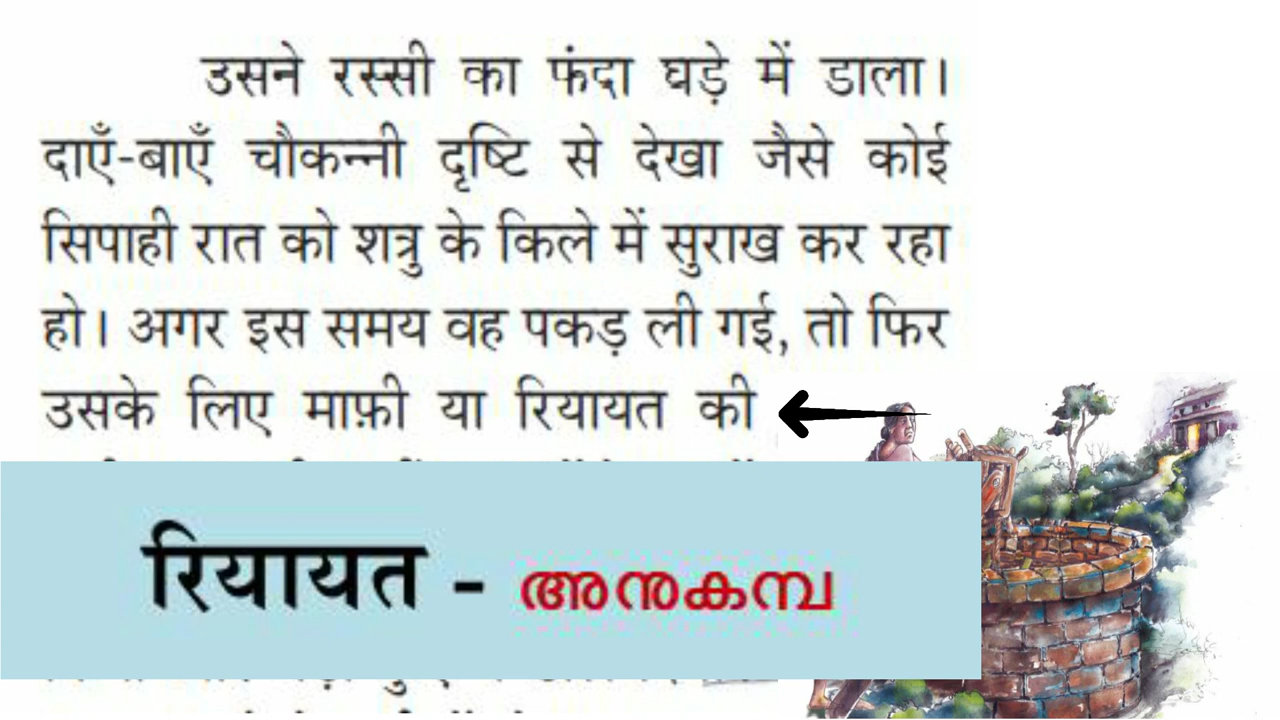 उसने रस्सी का फंदा घड़े में डाला।
दाएँ-बाएँ चौकन्नी दृष्टि से देखा जैसे कोई
सिपाही रात को शत्रु के किले में सुराख कर रहा
हो। अगर इस समय वह पकड़ ली गई, तो फिर
उसके लिए माफ़ी या रियायत की
रियायत - അനുകമ്പ